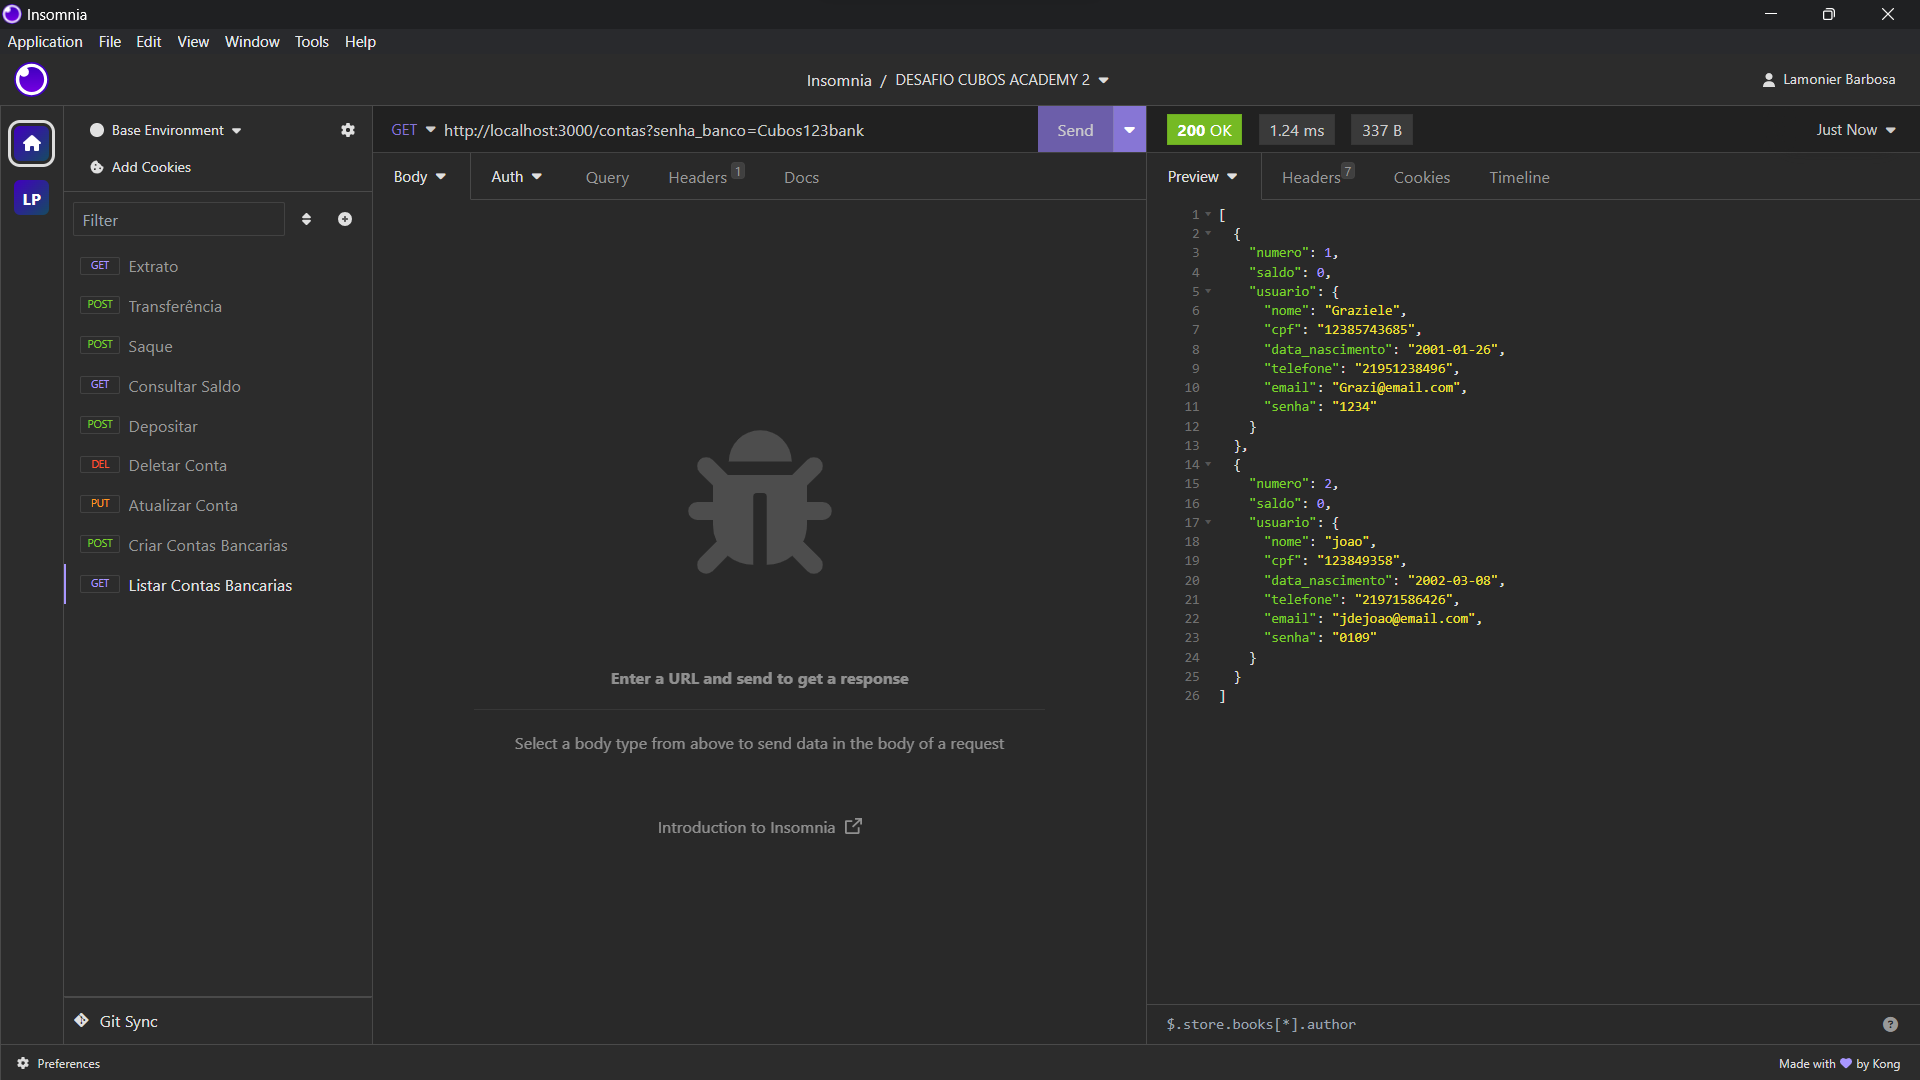 Insomnia
Application File Edit View Window Tools Help
Insomnia / DESAFIO CUBOS ACADEMY 2
Lamonier Barbosa
LP
Base Environment
Add Cookies
Filter
GET Extrato
POST Transferência
POST Saque
GET Consultar Saldo
POST Depositar
DEL Deletar Conta
PUT Atualizar Conta
POST Criar Contas Bancarias
GET Listar Contas Bancarias
Git Sync
GET http://localhost:3000/contas?senha_banco=Cubos123bank Send
Body Auth Query Headers 1 Docs
Enter a URL and send to get a response
Select a body type from above to send data in the body of a request
Introduction to Insomnia
200 OK 1.24 ms 337 B Just Now
Preview Headers 7 Cookies Timeline
1 [
2 {
3 "numero": 1,
4 "saldo": 0,
5 "usuario": {
6 "nome": "Graziele",
7 "cpf": "12385743685",
8 "data_nascimento": "2001-01-26",
9 "telefone": "21951238496",
10 "email": "Grazi@email.com",
11 "senha": "1234"
12 }
13 },
14 {
15 "numero": 2,
16 "saldo": 0,
17 "usuario": {
18 "nome": "joao",
19 "cpf": "123849358",
20 "data_nascimento": "2002-03-08",
21 "telefone": "21971586426",
22 "email": "jdejoao@email.com",
23 "senha": "0109"
24 }
25 }
26 ]
$.store.books[*].author
?
Preferences
Made with 💜 by Kong